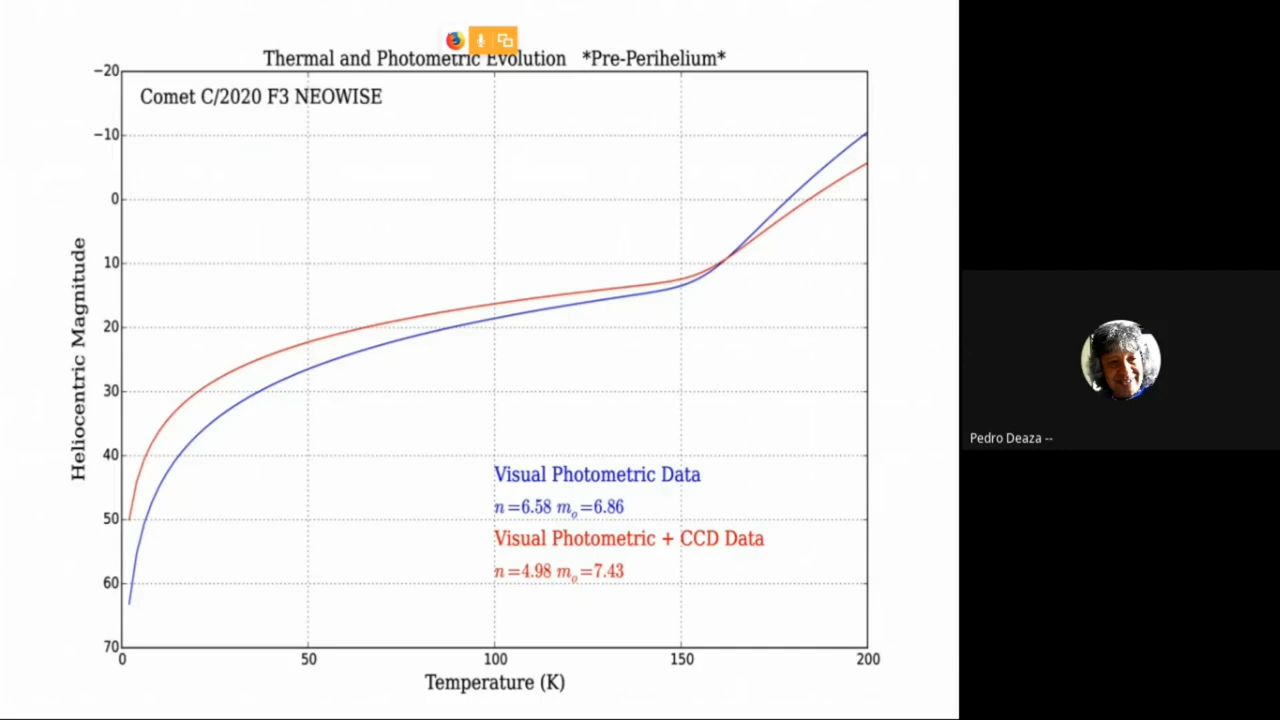 Thermal and Photometric Evolution *Pre-Perihelium*
Comet C/2020 F3 NEOWISE
−20
−10
0
10
20
30
40
50
60
70
Heliocentric Magnitude
Visual Photometric Data
n=6.58 mₒ=6.86
Visual Photometric + CCD Data
n=4.98 mₒ=7.43
0 50 100 150 200
Temperature (K)
Pedro Deaza --